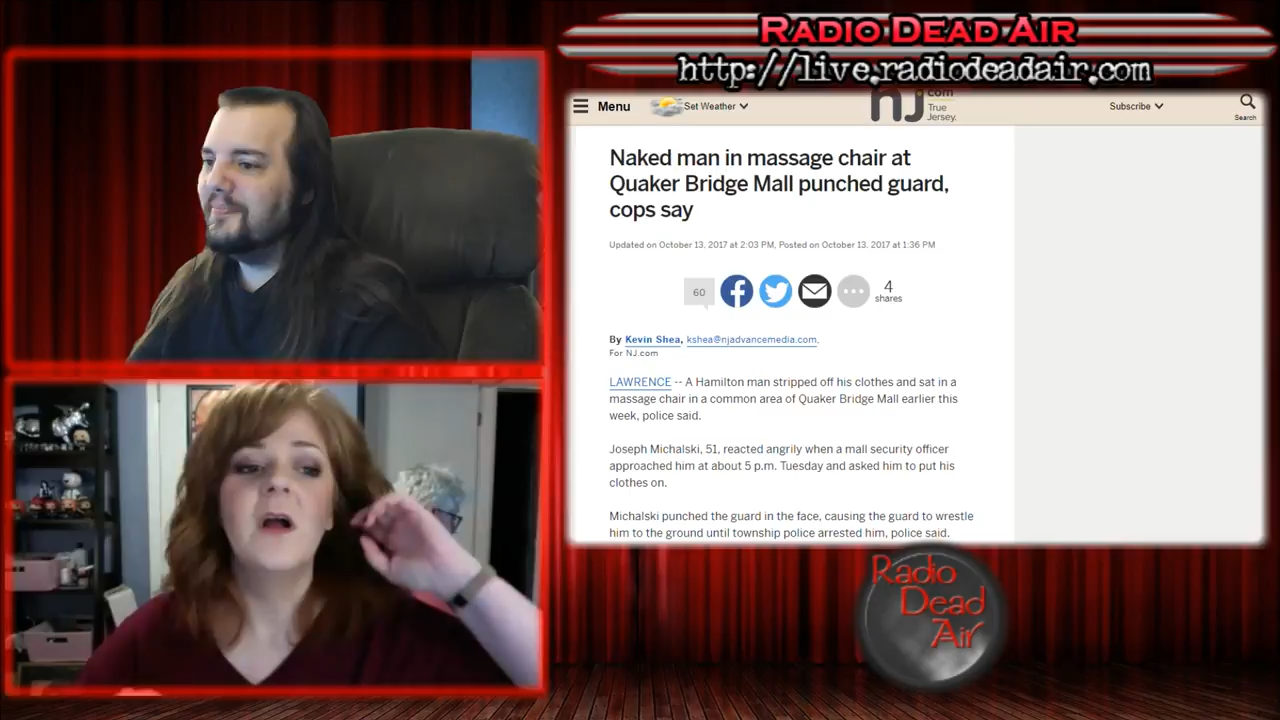 Radio Dead Air
http://live.radiodeadair.com
Menu
Set Weather
nj.com
True
Jersey.
Subscribe
Search
Naked man in massage chair at
Quaker Bridge Mall punched guard,
cops say
Updated on October 13, 2017 at 2:03 PM, Posted on October 13, 2017 at 1:36 PM
60
4
shares
By Kevin Shea, kshea@njadvancemedia.com,
For NJ.com
LAWRENCE -- A Hamilton man stripped off his clothes and sat in a
massage chair in a common area of Quaker Bridge Mall earlier this
week, police said.
Joseph Michalski, 51, reacted angrily when a mall security officer
approached him at about 5 p.m. Tuesday and asked him to put his
clothes on.
Michalski punched the guard in the face, causing the guard to wrestle
him to the ground until township police arrested him, police said.
Radio
Dead
Air